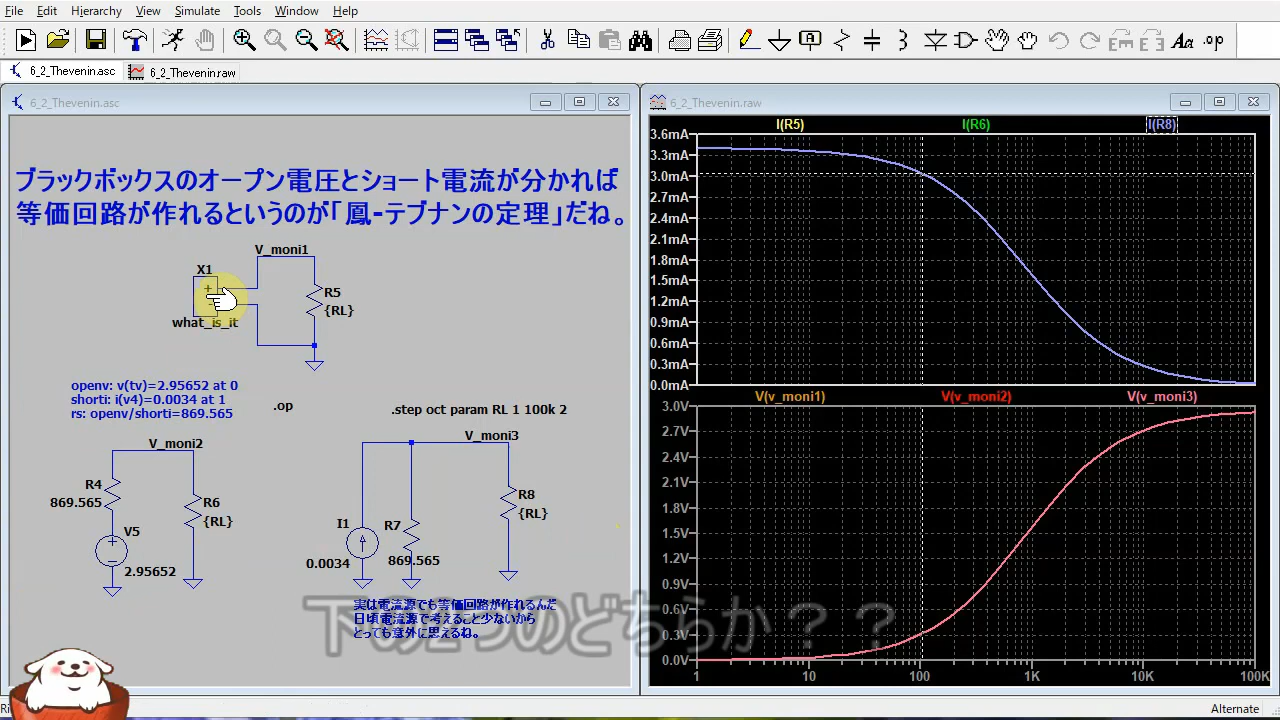 File Edit Hierarchy View Simulate Tools Window Help
6_2_Thevenin.asc 6_2_Thevenin.raw
6_2_Thevenin.asc
ブラックボックスのオープン電圧とショート電流が分かれば
等価回路が作れるというのが「鳳-テブナンの定理」だね。
V_moni1
X1
R5
{RL}
what_is_it
openv: v(tv)=2.95652 at 0
shorti: i(v4)=0.0034 at 1
rs: openv/shorti=869.565
.op
.step oct param RL 1 100k 2
V_moni2
R4
869.565
R6
{RL}
V5
2.95652
V_moni3
I1
0.0034
R7
869.565
R8
{RL}
実は電流源でも等価回路が作れるんだ
日頃電流源で考えること少ないから
とっても意外に思えるね。
下の2つのどちらか？？
6_2_Thevenin.raw
I(R5) I(R6) I(R8)
3.6mA
3.3mA
3.0mA
2.7mA
2.4mA
2.1mA
1.8mA
1.5mA
1.2mA
0.9mA
0.6mA
0.3mA
0.0mA
V(v_moni1) V(v_moni2) V(v_moni3)
3.0V
2.7V
2.4V
2.1V
1.8V
1.5V
1.2V
0.9V
0.6V
0.3V
0.0V
1 10 100 1K 10K 100K
Alternate